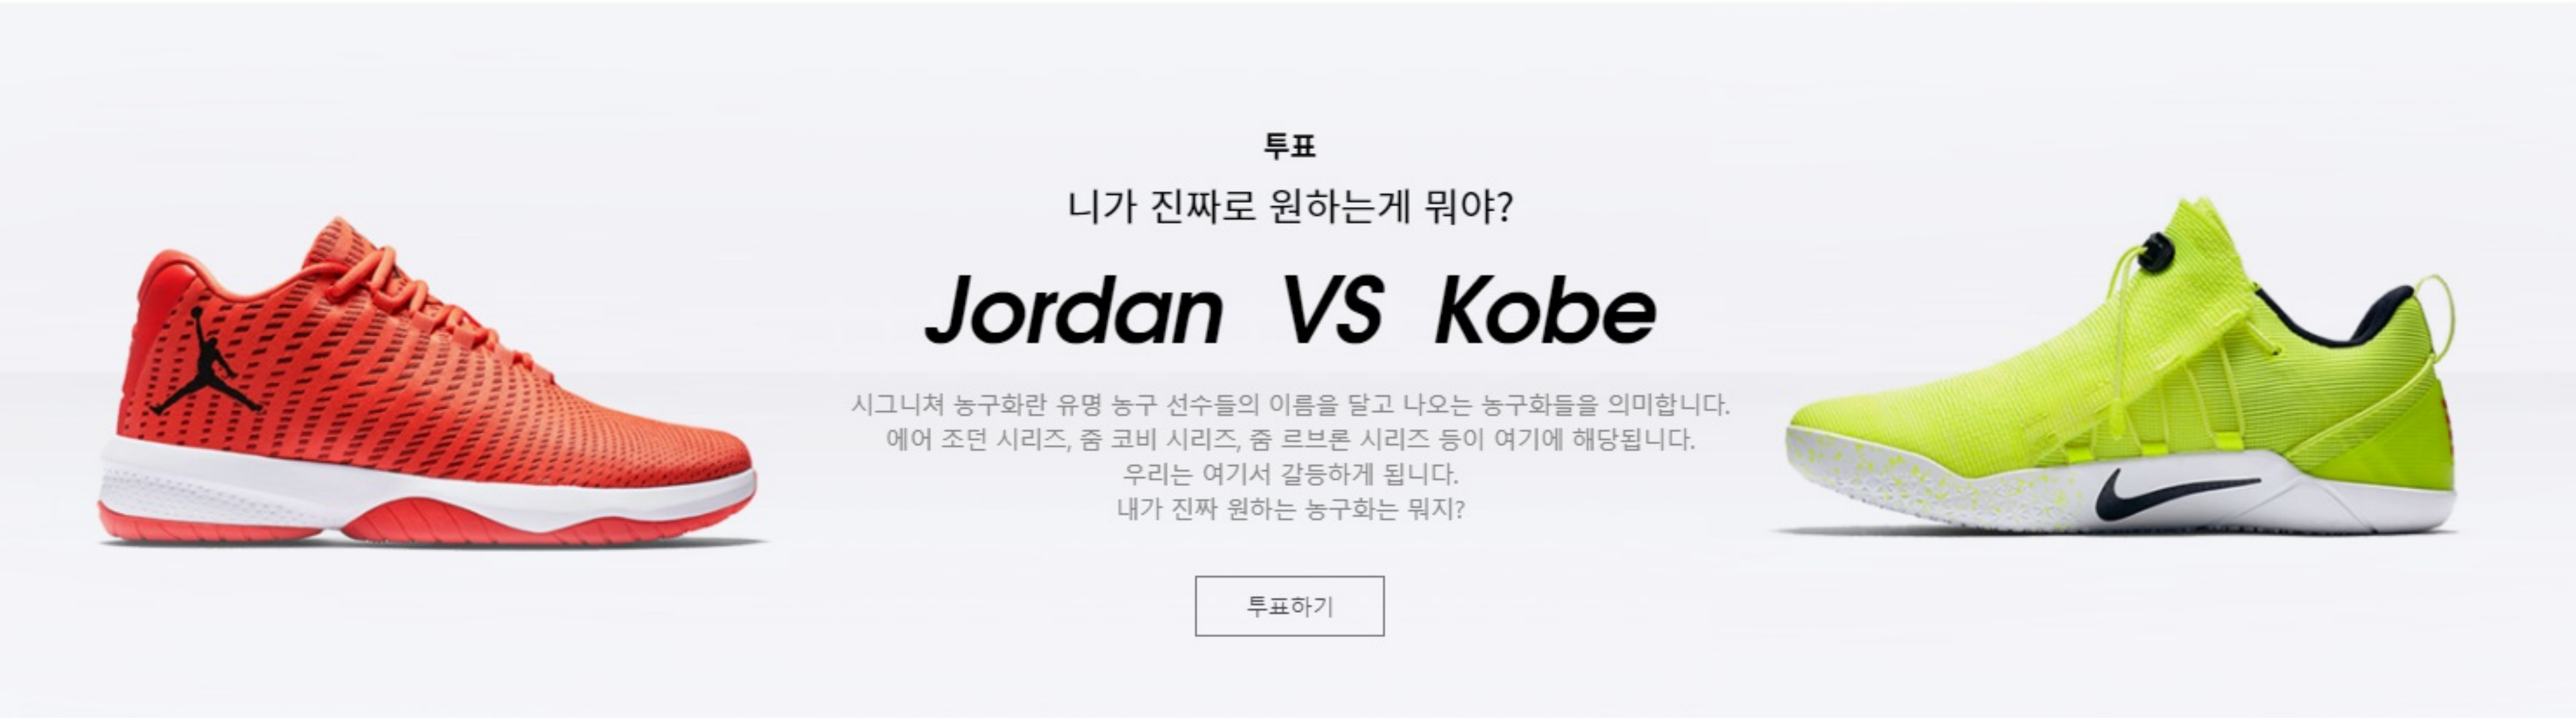 투표
니가 진짜로 원하는게 뭐야?
Jordan VS Kobe
시그니쳐 농구화란 유명 농구 선수들의 이름을 달고 나오는 농구화들을 의미합니다.
에어 조던 시리즈, 줌 코비 시리즈, 줌 르브론 시리즈 등이 여기에 해당됩니다.
우리는 여기서 갈등하게 됩니다.
내가 진짜 원하는 농구화는 뭐지?
투표하기